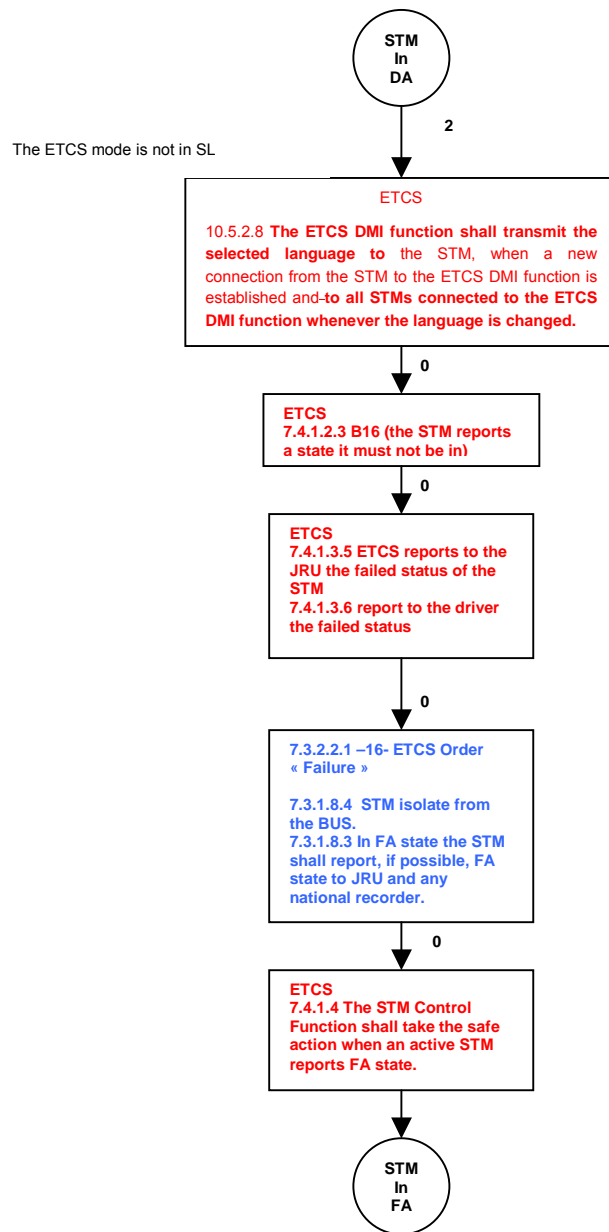 STM
In
DA
2
The ETCS mode is not in SL
ETCS
10.5.2.8 The ETCS DMI function shall transmit the
selected language to the STM, when a new
connection from the STM to the ETCS DMI function is
established and to all STMs connected to the ETCS
DMI function whenever the language is changed.
0
ETCS
7.4.1.2.3 B16 (the STM reports
a state it must not be in)
0
ETCS
7.4.1.3.5 ETCS reports to the
JRU the failed status of the
STM
7.4.1.3.6 report to the driver
the failed status
0
7.3.2.2.1 –16- ETCS Order
« Failure »
7.3.1.8.4 STM isolate from
the BUS.
7.3.1.8.3 In FA state the STM
shall report, if possible, FA
state to JRU and any
national recorder.
0
ETCS
7.4.1.4 The STM Control
Function shall take the safe
action when an active STM
reports FA state.
STM
In
FA